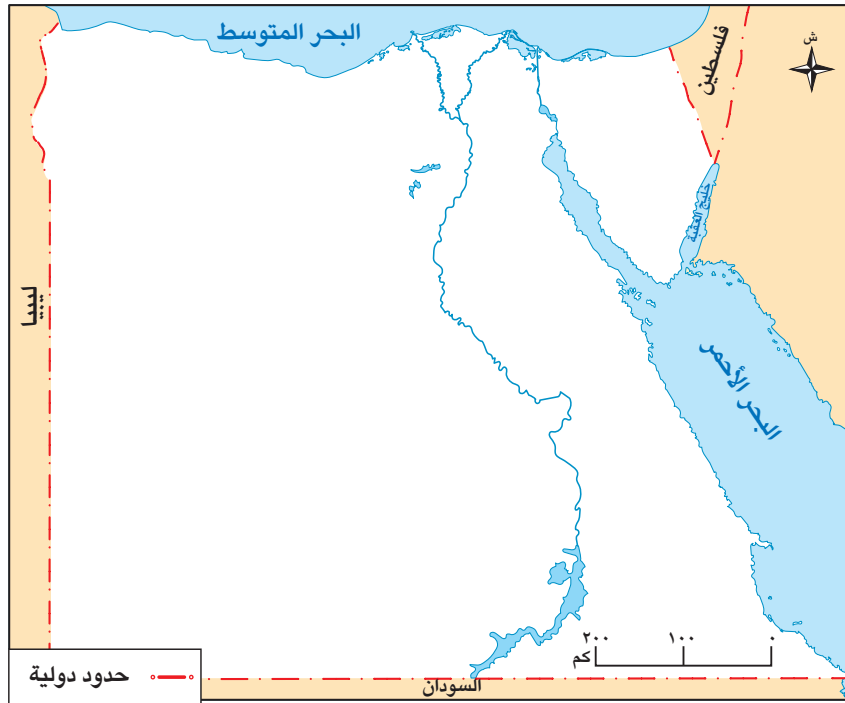 البحر المتوسط
فلسطين
ش
خليج العقبة
ليبيا
البحر الأحمر
٢٠٠ ١٠٠ ٠
كم
حدود دولية
السودان